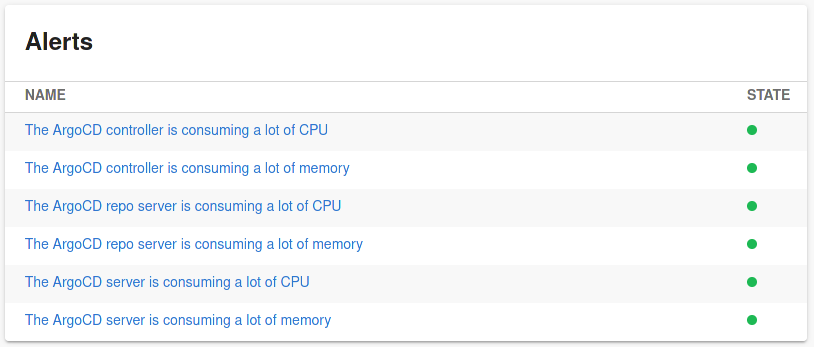 Alerts
NAME STATE
The ArgoCD controller is consuming a lot of CPU
The ArgoCD controller is consuming a lot of memory
The ArgoCD repo server is consuming a lot of CPU
The ArgoCD repo server is consuming a lot of memory
The ArgoCD server is consuming a lot of CPU
The ArgoCD server is consuming a lot of memory